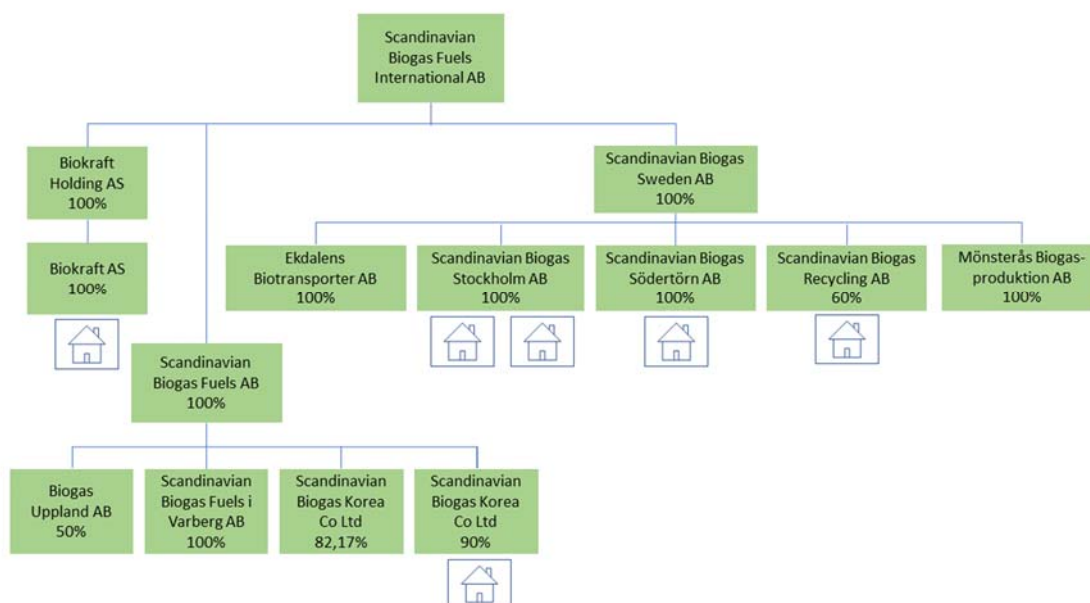 Scandinavian
Biogas Fuels
International AB
Biokraft
Holding AS
100%
Scandinavian Biogas
Sweden AB
100%
Biokraft AS
100%
Ekdalens
Biotransporter AB
100%
Scandinavian Biogas
Stockholm AB
100%
Scandinavian Biogas
Södertörn AB
100%
Scandinavian Biogas
Recycling AB
60%
Mönsterås Biogas-
produktion AB
100%
Scandinavian
Biogas Fuels AB
100%
Biogas
Uppland AB
50%
Scandinavian
Biogas Fuels i
Varberg AB
100%
Scandinavian
Biogas Korea
Co Ltd
82,17%
Scandinavian
Biogas Korea
Co Ltd
90%